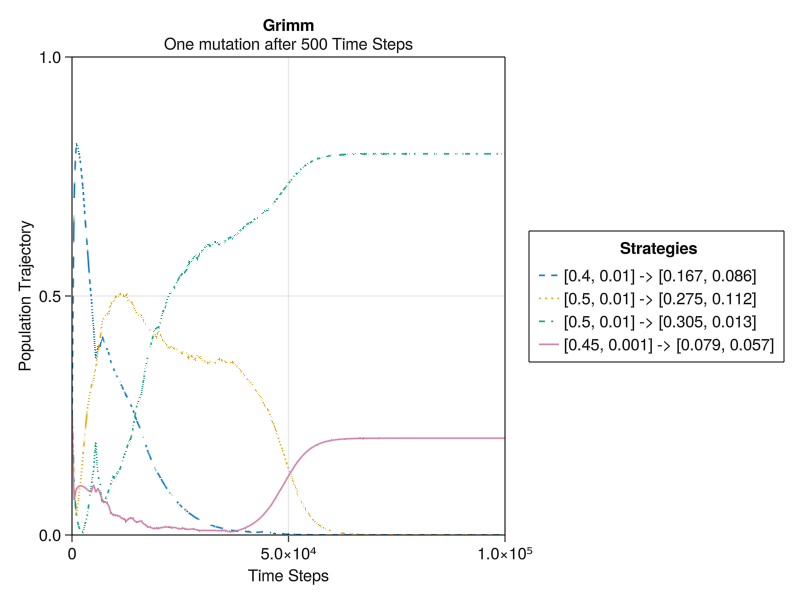 Grimm
One mutation after 500 Time Steps
1.0
0.5
0.0
Population Trajectory
0
5.0×10⁴
1.0×10⁵
Time Steps
Strategies
[0.4, 0.01] -> [0.167, 0.086]
[0.5, 0.01] -> [0.275, 0.112]
[0.5, 0.01] -> [0.305, 0.013]
[0.45, 0.001] -> [0.079, 0.057]